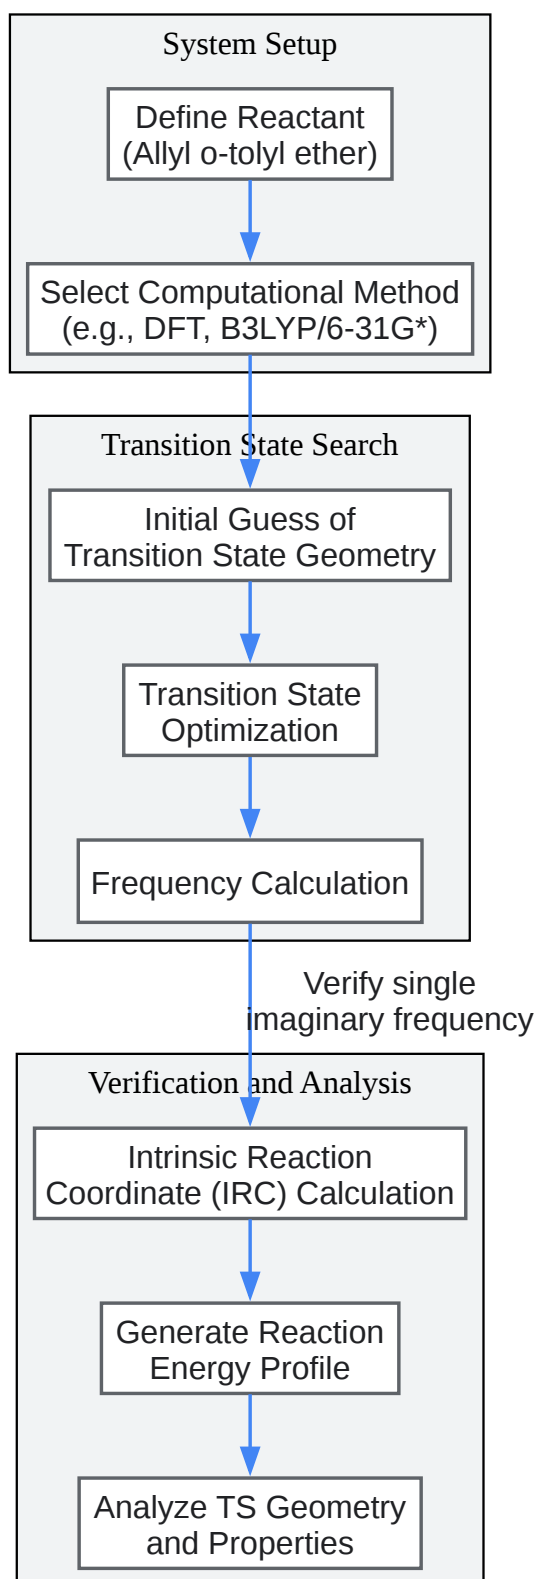 System Setup
Define Reactant
(Allyl o-tolyl ether)
Select Computational Method
(e.g., DFT, B3LYP/6-31G*)
Transition State Search
Initial Guess of
Transition State Geometry
Transition State
Optimization
Frequency Calculation
Verify single
imaginary frequency
Verification and Analysis
Intrinsic Reaction
Coordinate (IRC) Calculation
Generate Reaction
Energy Profile
Analyze TS Geometry
and Properties